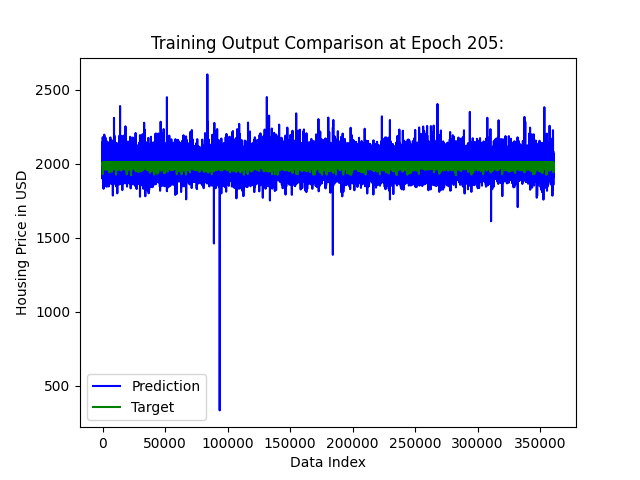 Training Output Comparison at Epoch 205:
2500
2000
1500
1000
500
Housing Price in USD
Prediction
Target
0 50000 100000 150000 200000 250000 300000 350000
Data Index